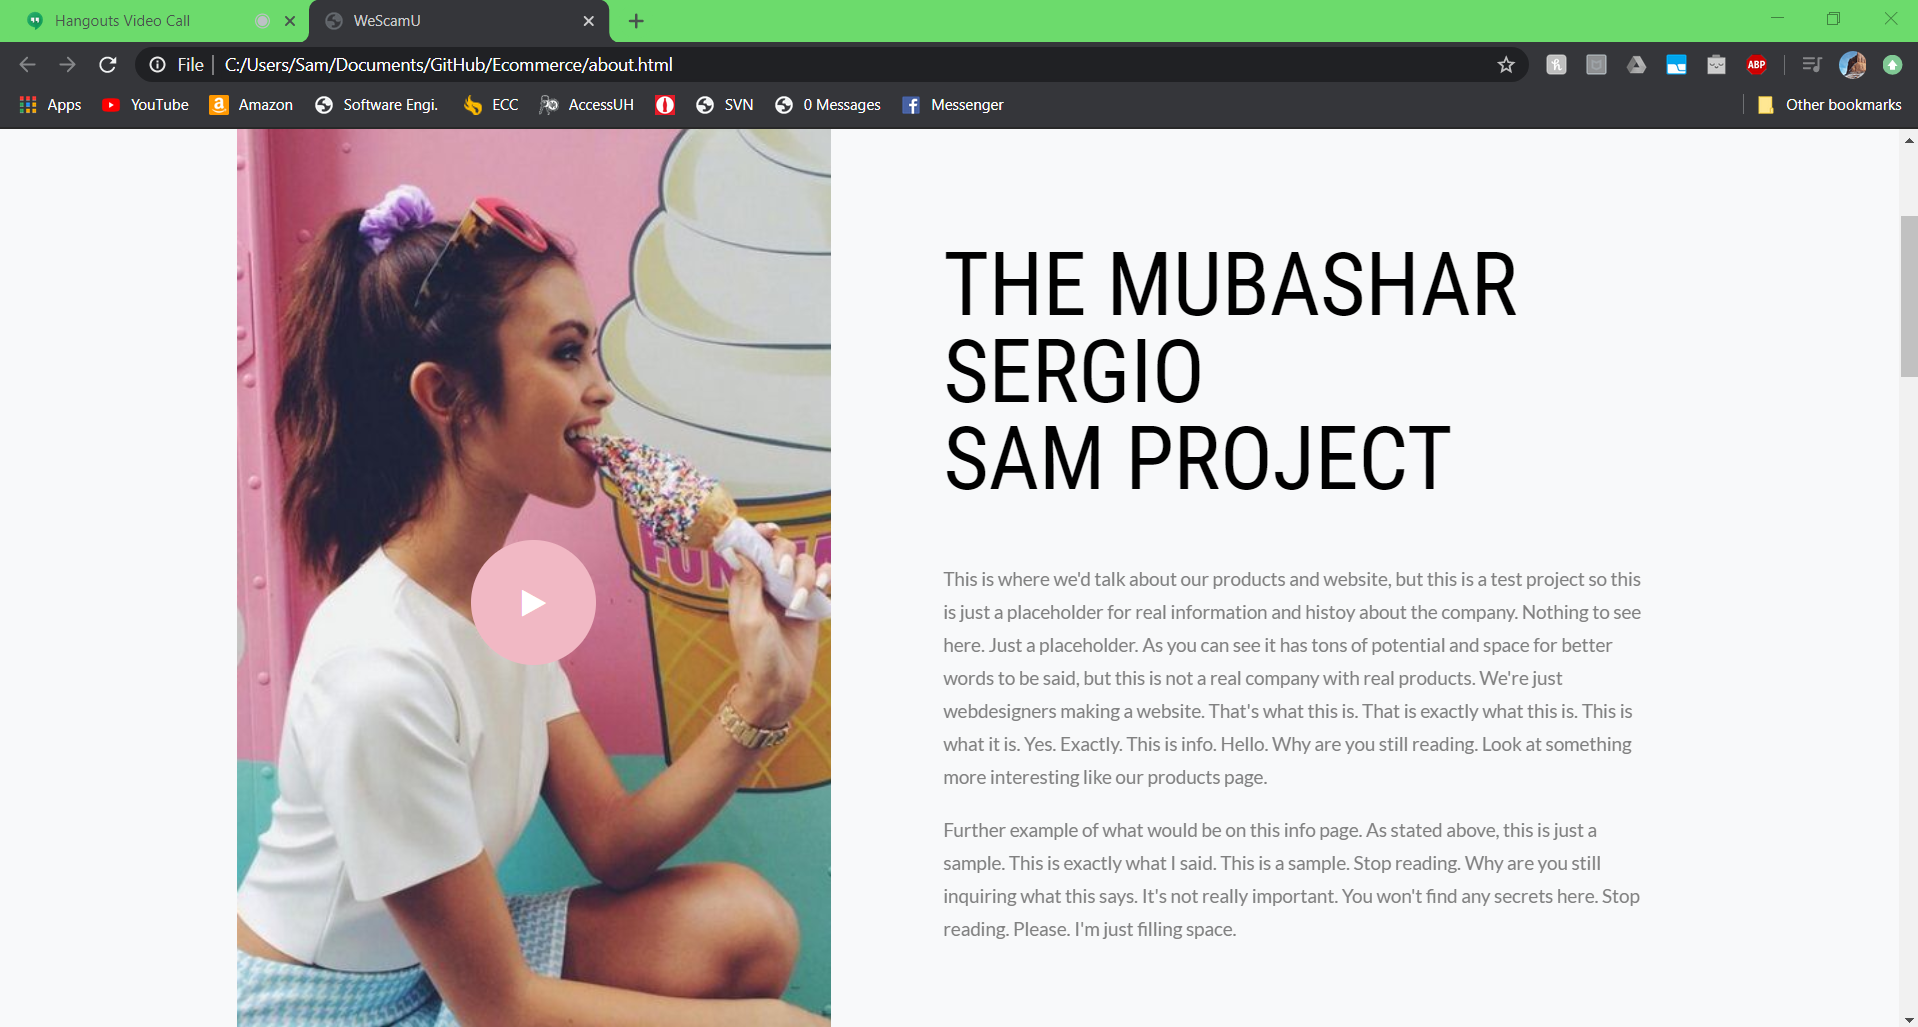 Hangouts Video Call
WeScamU
File
C:/Users/Sam/Documents/GitHub/Ecommerce/about.html
ABP
Apps
YouTube
Amazon
Software Engi.
ECC
AccessUH
SVN
0 Messages
Messenger
Other bookmarks
THE MUBASHAR
SERGIO
SAM PROJECT
This is where we'd talk about our products and website, but this is a test project so this
is just a placeholder for real information and histoy about the company. Nothing to see
here. Just a placeholder. As you can see it has tons of potential and space for better
words to be said, but this is not a real company with real products. We're just
webdesigners making a website. That's what this is. That is exactly what this is. This is
what it is. Yes. Exactly. This is info. Hello. Why are you still reading. Look at something
more interesting like our products page.
Further example of what would be on this info page. As stated above, this is just a
sample. This is exactly what I said. This is a sample. Stop reading. Why are you still
inquiring what this says. It's not really important. You won't find any secrets here. Stop
reading. Please. I'm just filling space.